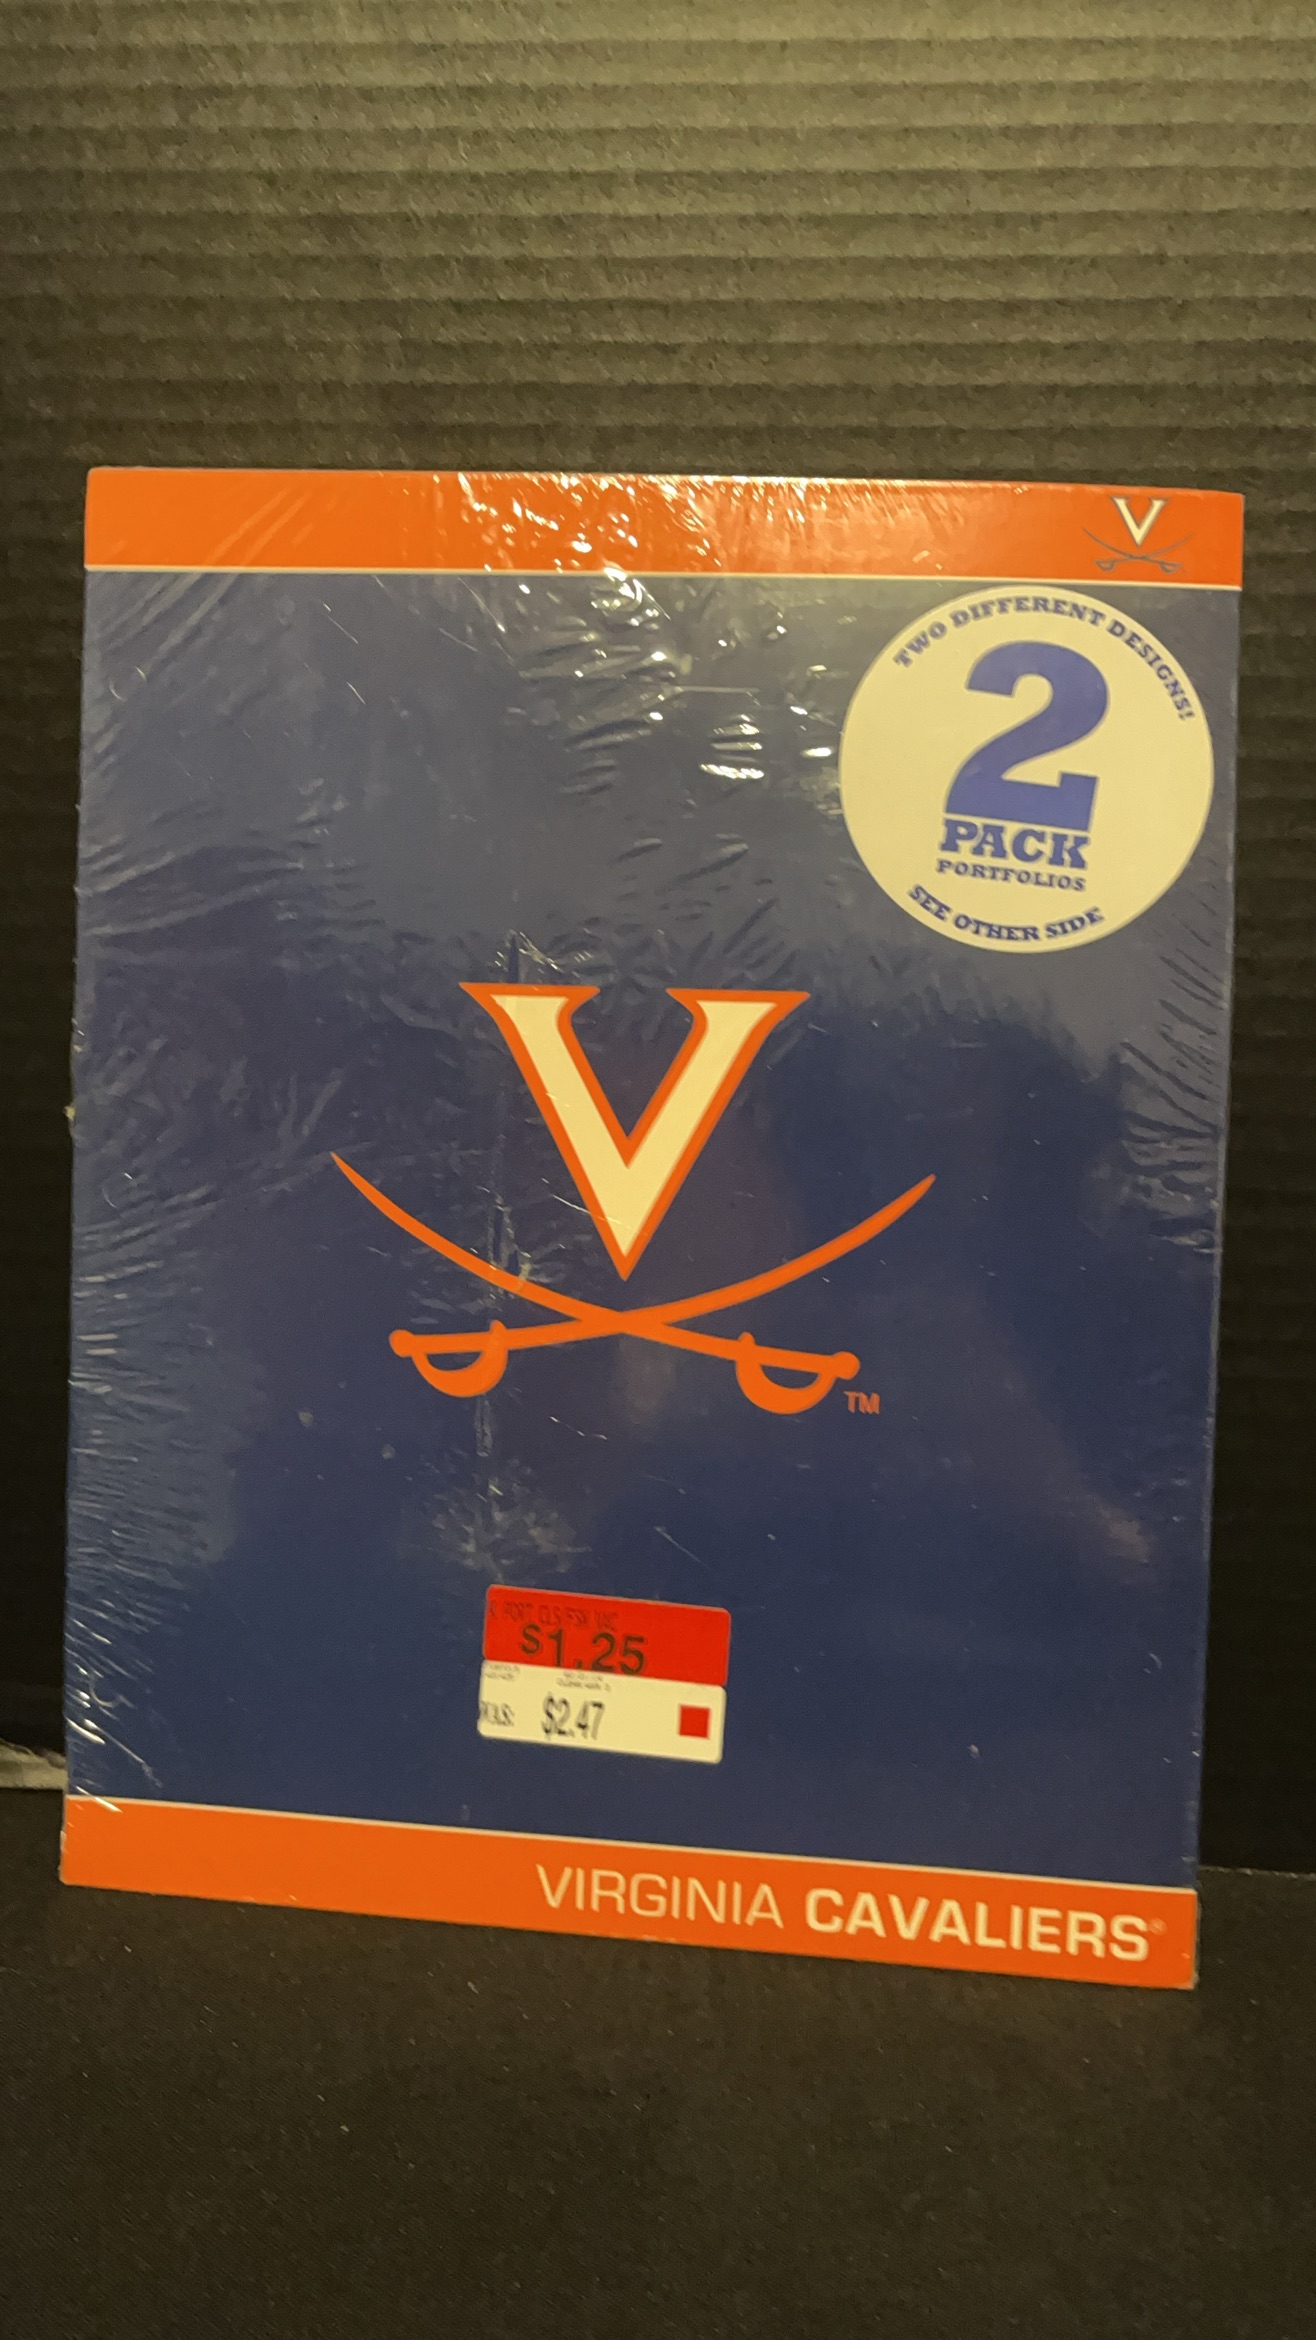 V
TWO DIFFERENT DESIGNS!
2
PACK
PORTFOLIOS
SEE OTHER SIDE
V
TM
$1.25
$2.47
VIRGINIA CAVALIERS®